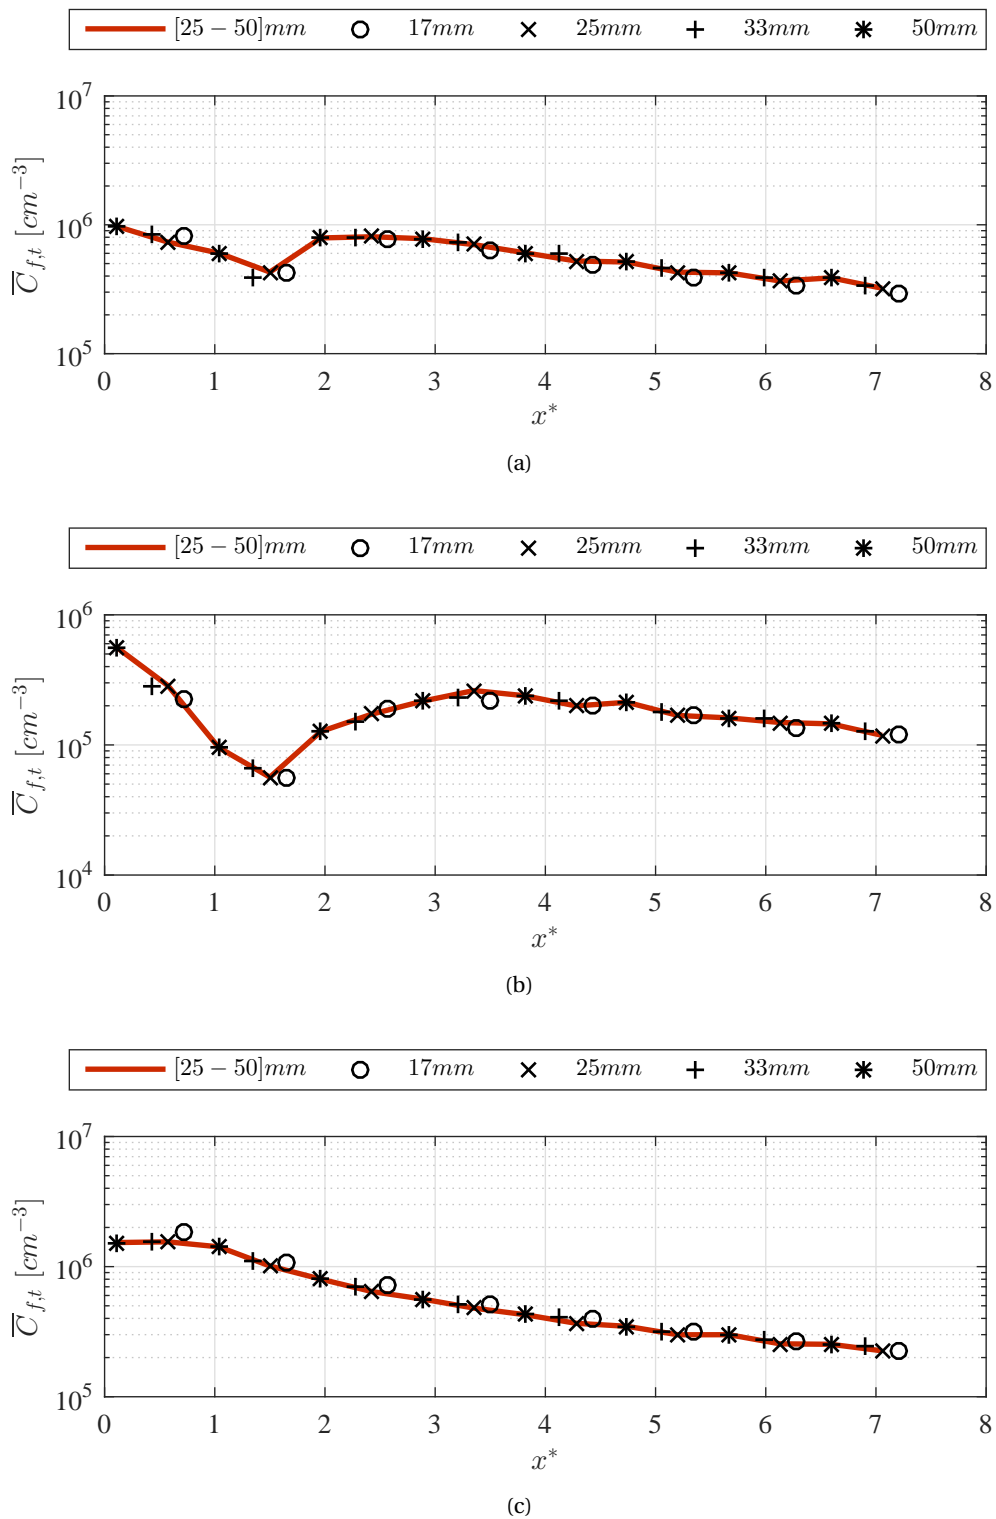 [25 − 50]mm 17mm 25mm 33mm 50mm
10^7
10^6
10^5
C̅_{f,t} [cm^{−3}]
0 1 2 3 4 5 6 7 8
x*
(a)
[25 − 50]mm 17mm 25mm 33mm 50mm
10^6
10^5
10^4
C̅_{f,t} [cm^{−3}]
0 1 2 3 4 5 6 7 8
x*
(b)
[25 − 50]mm 17mm 25mm 33mm 50mm
10^7
10^6
10^5
C̅_{f,t} [cm^{−3}]
0 1 2 3 4 5 6 7 8
x*
(c)